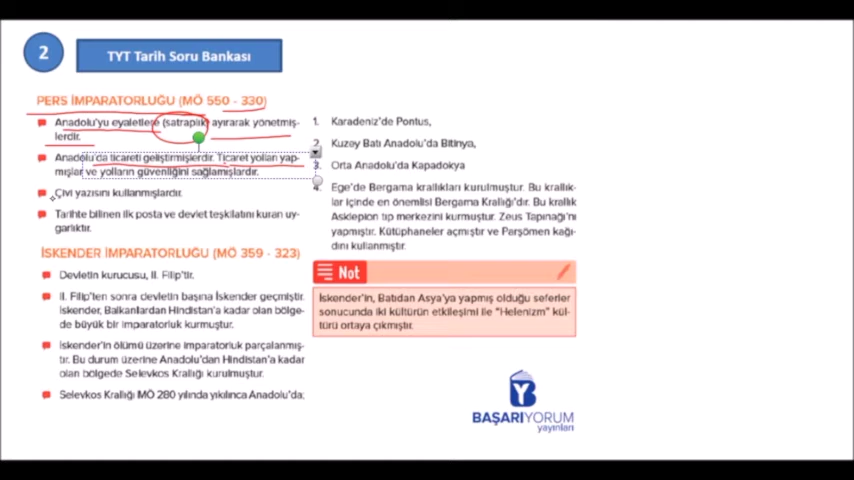 2
TYT Tarih Soru Bankası
PERS İMPARATORLUĞU (MÖ 550 - 330)
Anadolu'yu eyaletlere (satraplık) ayırarak yönetmiş-
lerdir.
Anadolu'da ticareti geliştirmişlerdir. Ticaret yolları yap-
mışlar ve yolların güvenliğini sağlamışlardır.
Çivi yazısını kullanmışlardır.
Tarihte bilinen ilk posta ve devlet teşkilatını kuran uy-
garlıktır.
İSKENDER İMPARATORLUĞU (MÖ 359 - 323)
Devletin kurucusu, II. Filip'tir.
II. Filip'ten sonra devletin başına İskender geçmiştir.
İskender, Balkanlardan Hindistan'a kadar olan bölge-
de büyük bir imparatorluk kurmuştur.
İskender'in ölümü üzerine imparatorluk parçalanmış-
tır. Bu durum üzerine Anadolu'dan Hindistan'a kadar
olan bölgede Selevkos Krallığı kurulmuştur.
Selevkos Krallığı MÖ 280 yılında yıkılınca Anadolu'da;
1. Karadeniz'de Pontus,
2. Kuzey Batı Anadolu'da Bitinya,
3. Orta Anadolu'da Kapadokya
4. Ege'de Bergama krallıkları kurulmuştur. Bu krallık-
lar içinde en önemlisi Bergama Krallığı'dır. Bu krallık
Asklepion tıp merkezini kurmuştur. Zeus Tapınağı'nı
yapmıştır. Kütüphaneler açmıştır ve Parşömen kağı-
dını kullanmıştır.
Not
İskender'in, Batıdan Asya'ya yapmış olduğu seferler
sonucunda iki kültürün etkileşimi ile "Helenizm" kül-
türü ortaya çıkmıştır.
BAŞARIYORUM
yayınları